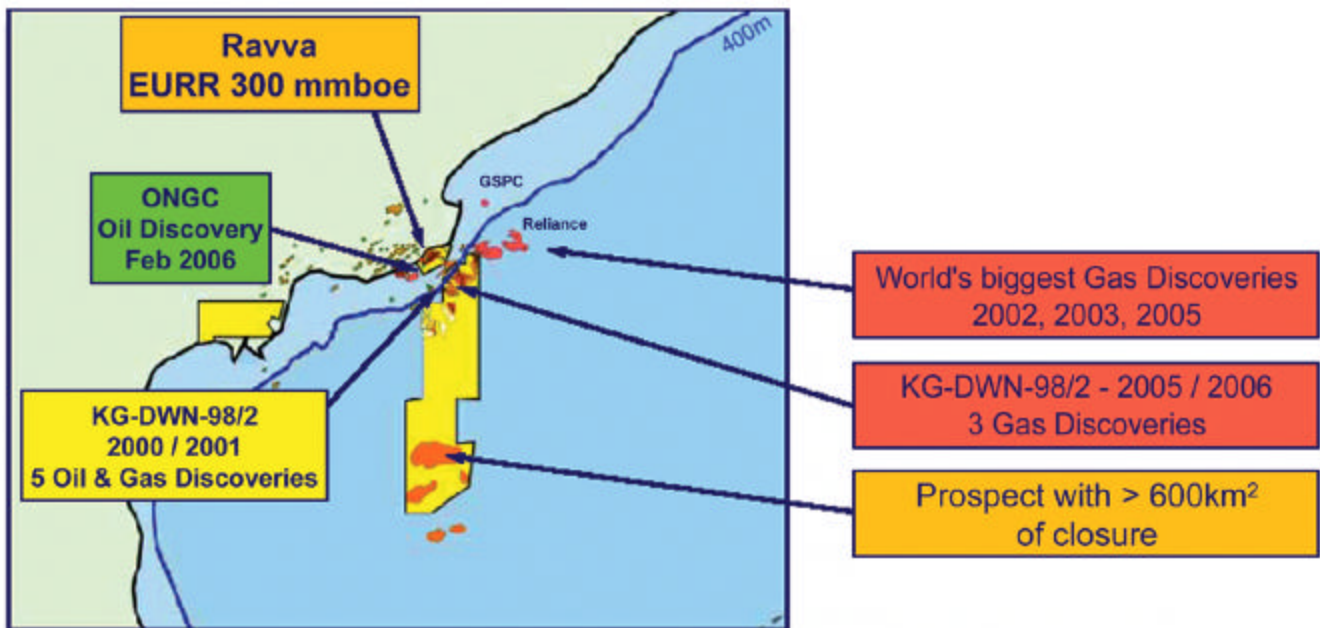 Ravva
EURR 300 mmboe
400m
GSPC
Reliance
ONGC
Oil Discovery
Feb 2006
World's biggest Gas Discoveries
2002, 2003, 2005
KG-DWN-98/2 - 2005 / 2006
3 Gas Discoveries
KG-DWN-98/2
2000 / 2001
5 Oil & Gas Discoveries
Prospect with > 600km²
of closure